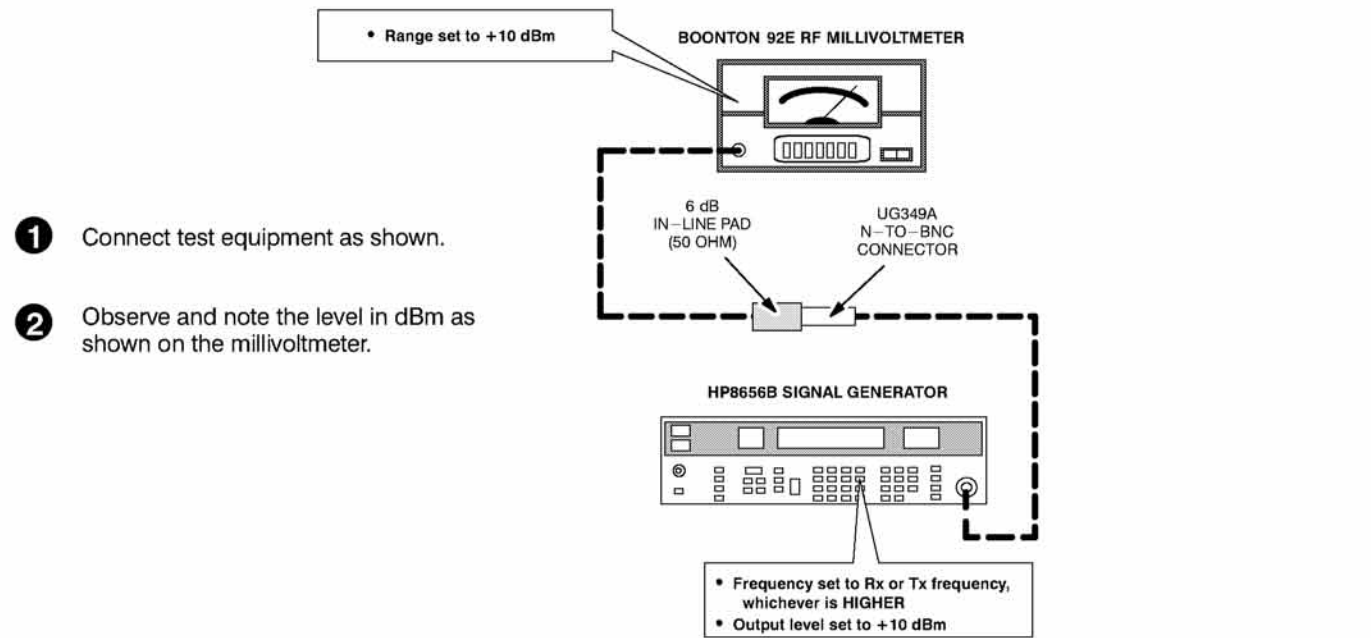 • Range set to +10 dBm
BOONTON 92E RF MILLIVOLTMETER
6 dB
IN–LINE PAD
(50 OHM)
UG349A
N–TO–BNC
CONNECTOR
1 Connect test equipment as shown.
2 Observe and note the level in dBm as
shown on the millivoltmeter.
HP8656B SIGNAL GENERATOR
• Frequency set to Rx or Tx frequency,
whichever is HIGHER
• Output level set to +10 dBm